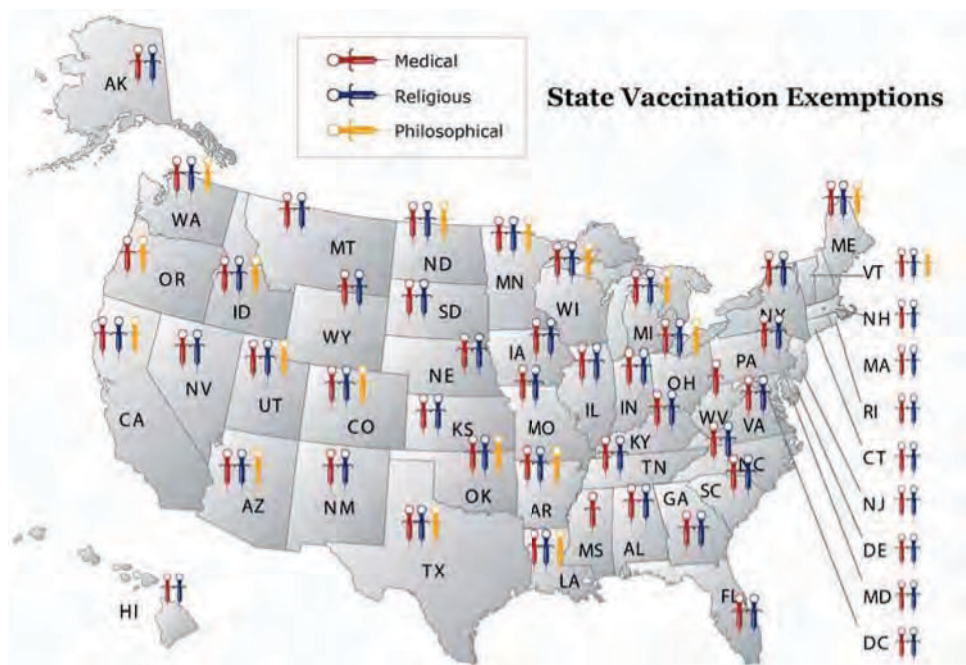 AK
Medical
Religious
Philosophical
State Vaccination Exemptions
WA
MT
ND
MN
ME
VT
OR
ID
SD
WI
MI
NY
NH
WY
IA
PA
MA
NE
OH
NV
UT
IL
IN
WV
VA
RI
CA
CO
KS
MO
KY
CT
TN
NC
OK
AR
GA
SC
NJ
AZ
NM
DE
TX
MS
AL
LA
FL
MD
HI
DC